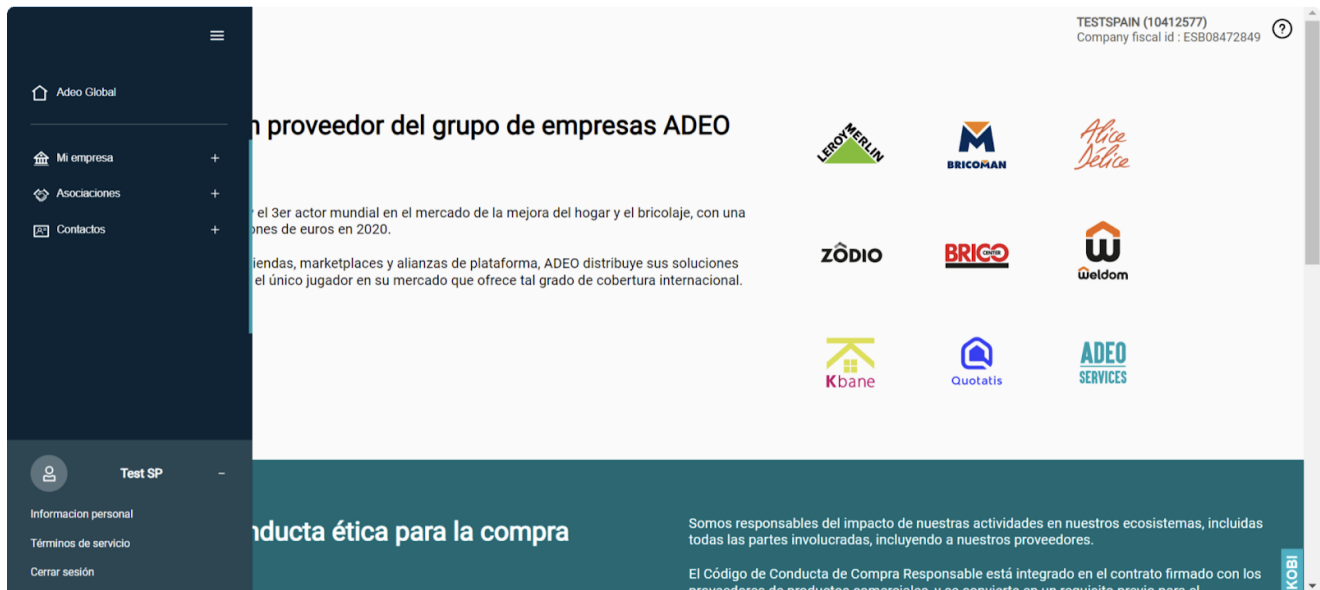 TESTSPAIN (10412577)
Company fiscal id : ESB08472849
?
Adeo Global
Mi empresa +
Asociaciones +
Contactos +
Test SP -
Informacion personal
Términos de servicio
Cerrar sesión
proveedor del grupo de empresas ADEO
el 3er actor mundial en el mercado de la mejora del hogar y el bricolaje, con una
de euros en 2020.
marketplaces y alianzas de plataforma, ADEO distribuye sus soluciones
el único jugador en su mercado que ofrece tal grado de cobertura internacional.
LEROY MERLIN
BRICOMAN
Alice Délice
ZÔDIO
BRICO CENTER
weldom
Kbane
Quotatis
ADEO
SERVICES
ética para la compra
Somos responsables del impacto de nuestras actividades en nuestros ecosistemas, incluidas
todas las partes involucradas, incluyendo a nuestros proveedores.
El Código de Conducta de Compra Responsable está integrado en el contrato firmado con los
KOBI